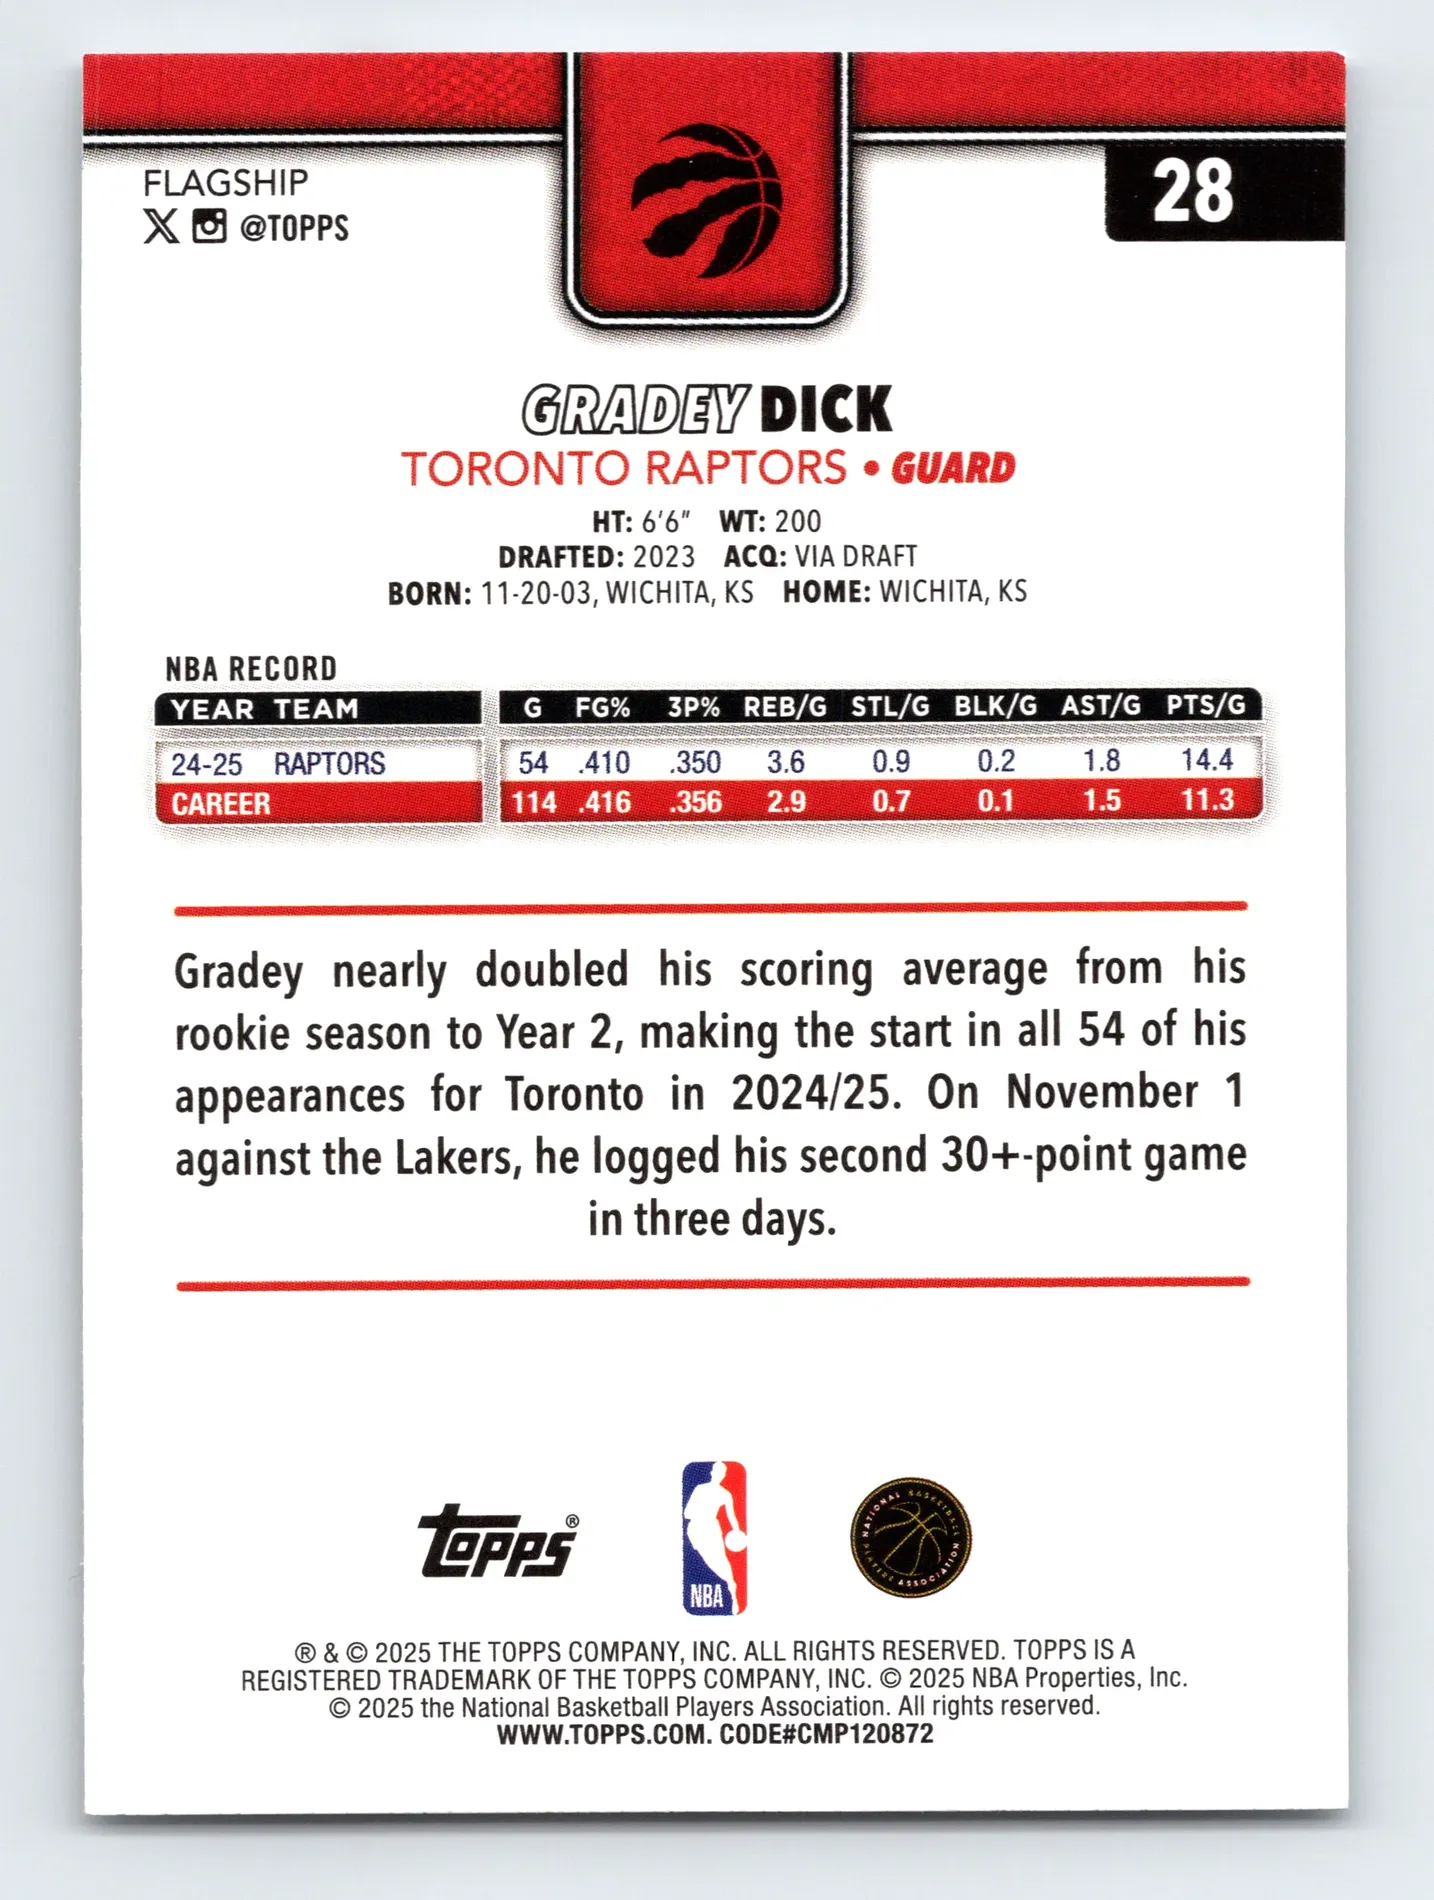 28
FLAGSHIP
@TOPPS
GRADEY DICK
TORONTO RAPTORS • GUARD
HT: 6'6" WT: 200
DRAFTED: 2023 ACQ: VIA DRAFT
BORN: 11-20-03, WICHITA, KS HOME: WICHITA, KS
NBA RECORD
YEAR TEAM G FG% 3P% REB/G STL/G BLK/G AST/G PTS/G
24-25 RAPTORS 54 .410 .350 3.6 0.9 0.2 1.8 14.4
CAREER 114 .416 .356 2.9 0.7 0.1 1.5 11.3
Gradey nearly doubled his scoring average from his
rookie season to Year 2, making the start in all 54 of his
appearances for Toronto in 2024/25. On November 1
against the Lakers, he logged his second 30+-point game
in three days.
TOPPS®
NBA
NATIONAL BASKETBALL PLAYERS ASSOCIATION
® & © 2025 THE TOPPS COMPANY, INC. ALL RIGHTS RESERVED. TOPPS IS A
REGISTERED TRADEMARK OF THE TOPPS COMPANY, INC. © 2025 NBA Properties, Inc.
© 2025 the National Basketball Players Association. All rights reserved.
WWW.TOPPS.COM. CODE#CMP120872